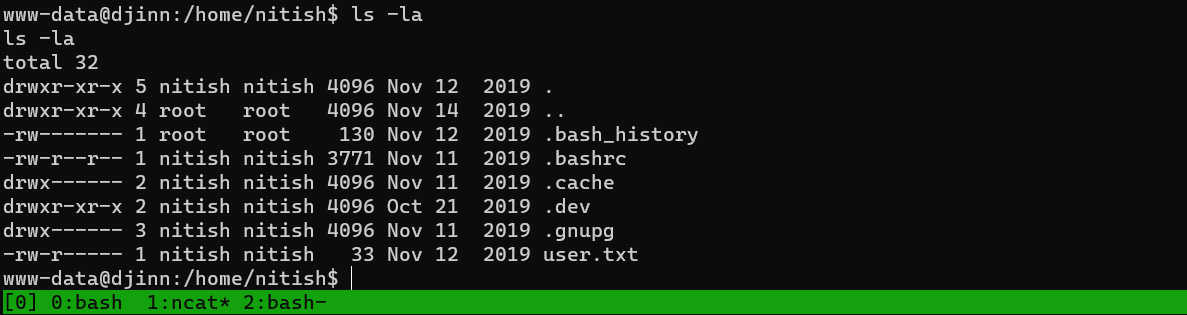 www-data@djinn:/home/nitish$ ls -la
ls -la
total 32
drwxr-xr-x 5 nitish nitish 4096 Nov 12  2019 .
drwxr-xr-x 4 root   root   4096 Nov 14  2019 ..
-rw------- 1 root   root    130 Nov 12  2019 .bash_history
-rw-r--r-- 1 nitish nitish 3771 Nov 11  2019 .bashrc
drwx------ 2 nitish nitish 4096 Nov 11  2019 .cache
drwxr-xr-x 2 nitish nitish 4096 Oct 21  2019 .dev
drwx------ 3 nitish nitish 4096 Nov 11  2019 .gnupg
-rw-r----- 1 nitish nitish   33 Nov 12  2019 user.txt
www-data@djinn:/home/nitish$
[0] 0:bash  1:ncat* 2:bash-